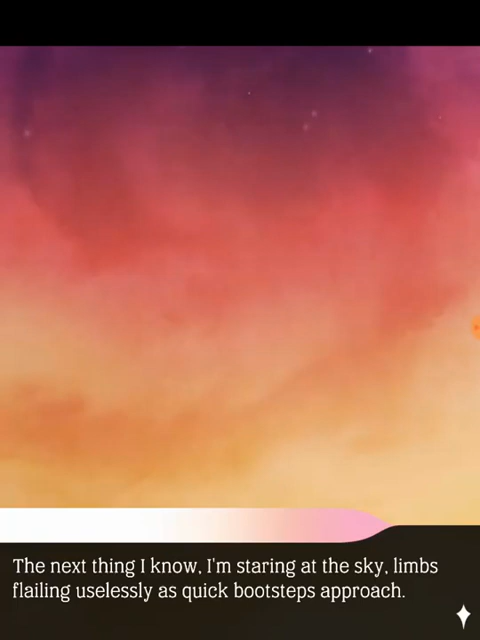 The next thing I know, I'm staring at the sky, limbs
flailing uselessly as quick bootsteps approach.